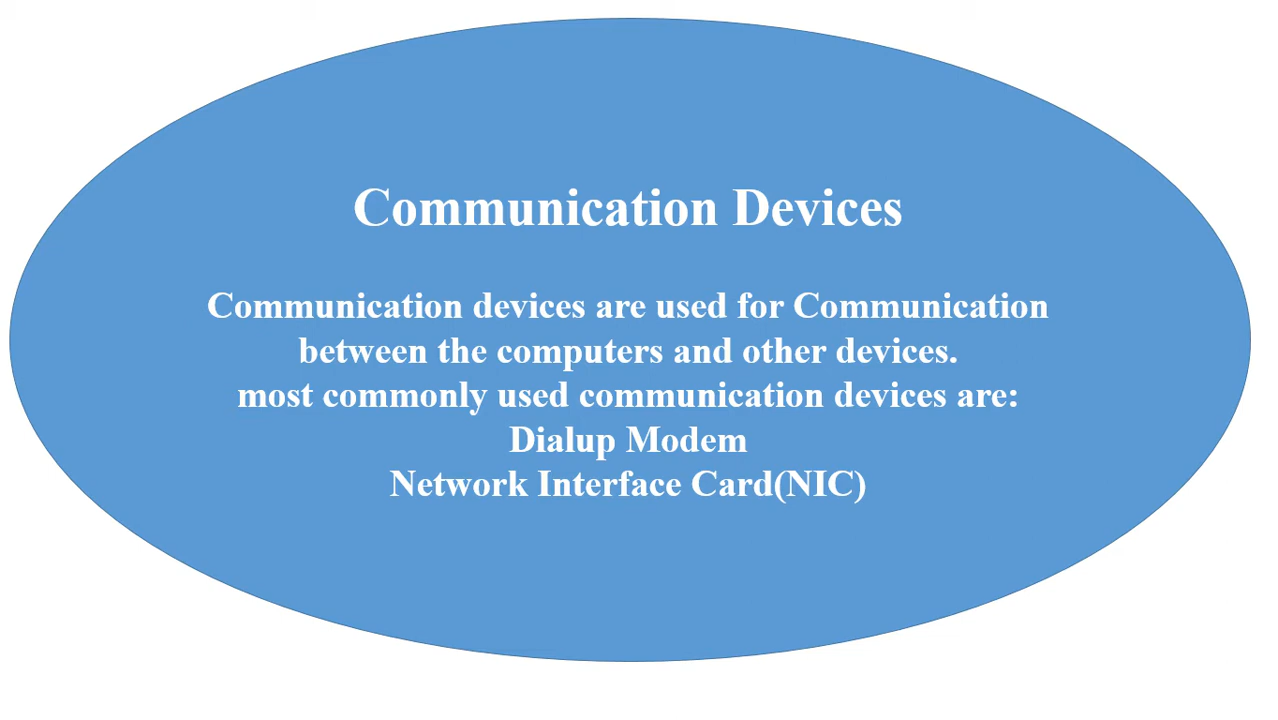 Communication Devices
Communication devices are used for Communication
between the computers and other devices.
most commonly used communication devices are:
Dialup Modem
Network Interface Card(NIC)